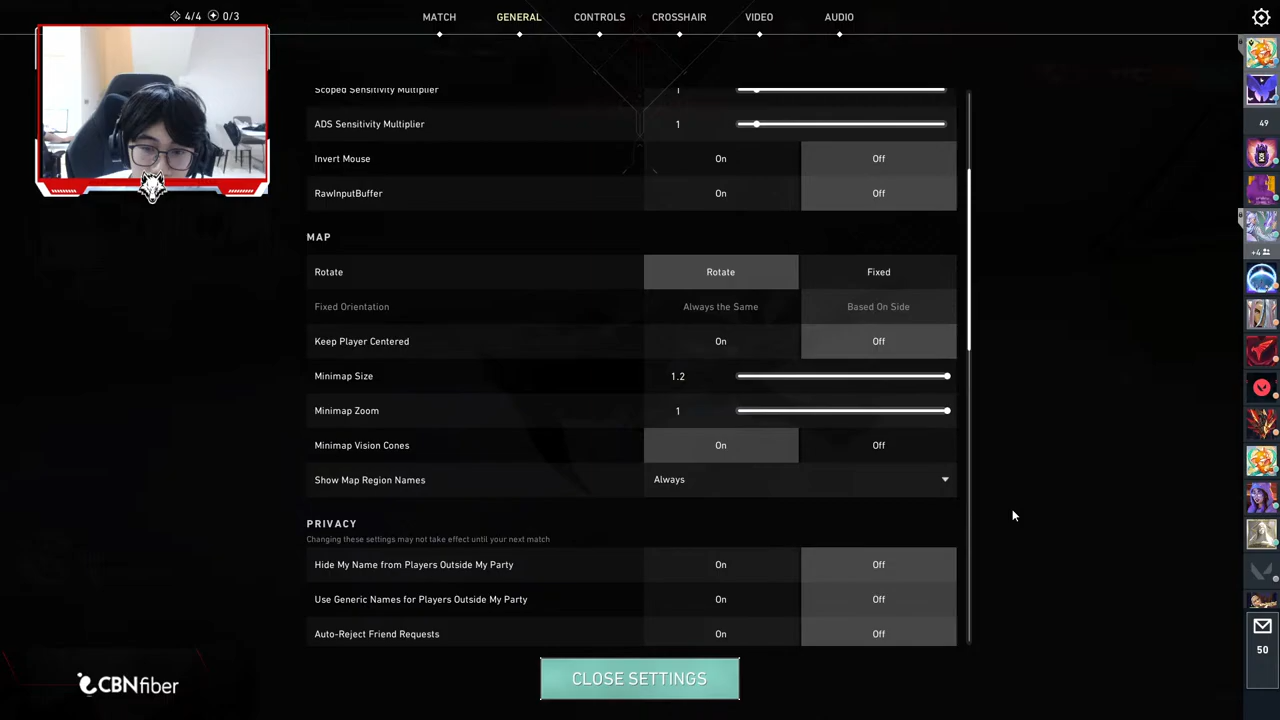 4/4 0/3
MATCH GENERAL CONTROLS CROSSHAIR VIDEO AUDIO
Scoped Sensitivity Multiplier 1
ADS Sensitivity Multiplier 1
Invert Mouse On Off
RawInputBuffer On Off
MAP
Rotate Rotate Fixed
Fixed Orientation Always the Same Based On Side
Keep Player Centered On Off
Minimap Size 1.2
Minimap Zoom 1
Minimap Vision Cones On Off
Show Map Region Names Always
PRIVACY
Changing these settings may not take effect until your next match
Hide My Name from Players Outside My Party On Off
Use Generic Names for Players Outside My Party On Off
Auto-Reject Friend Requests On Off
CLOSE SETTINGS
CBNfiber
49
+4
50